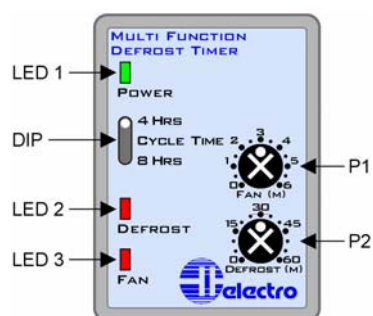 MULTI FUNCTION
DEFROST TIMER
LED 1
POWER
4 HRS
DIP
CYCLE TIME
8 HRS
3
2 4
1 5
0 6
FAN (M)
P1
LED 2
DEFROST
30
15 45
0 60
DEFROST (M)
P2
LED 3
FAN
electro